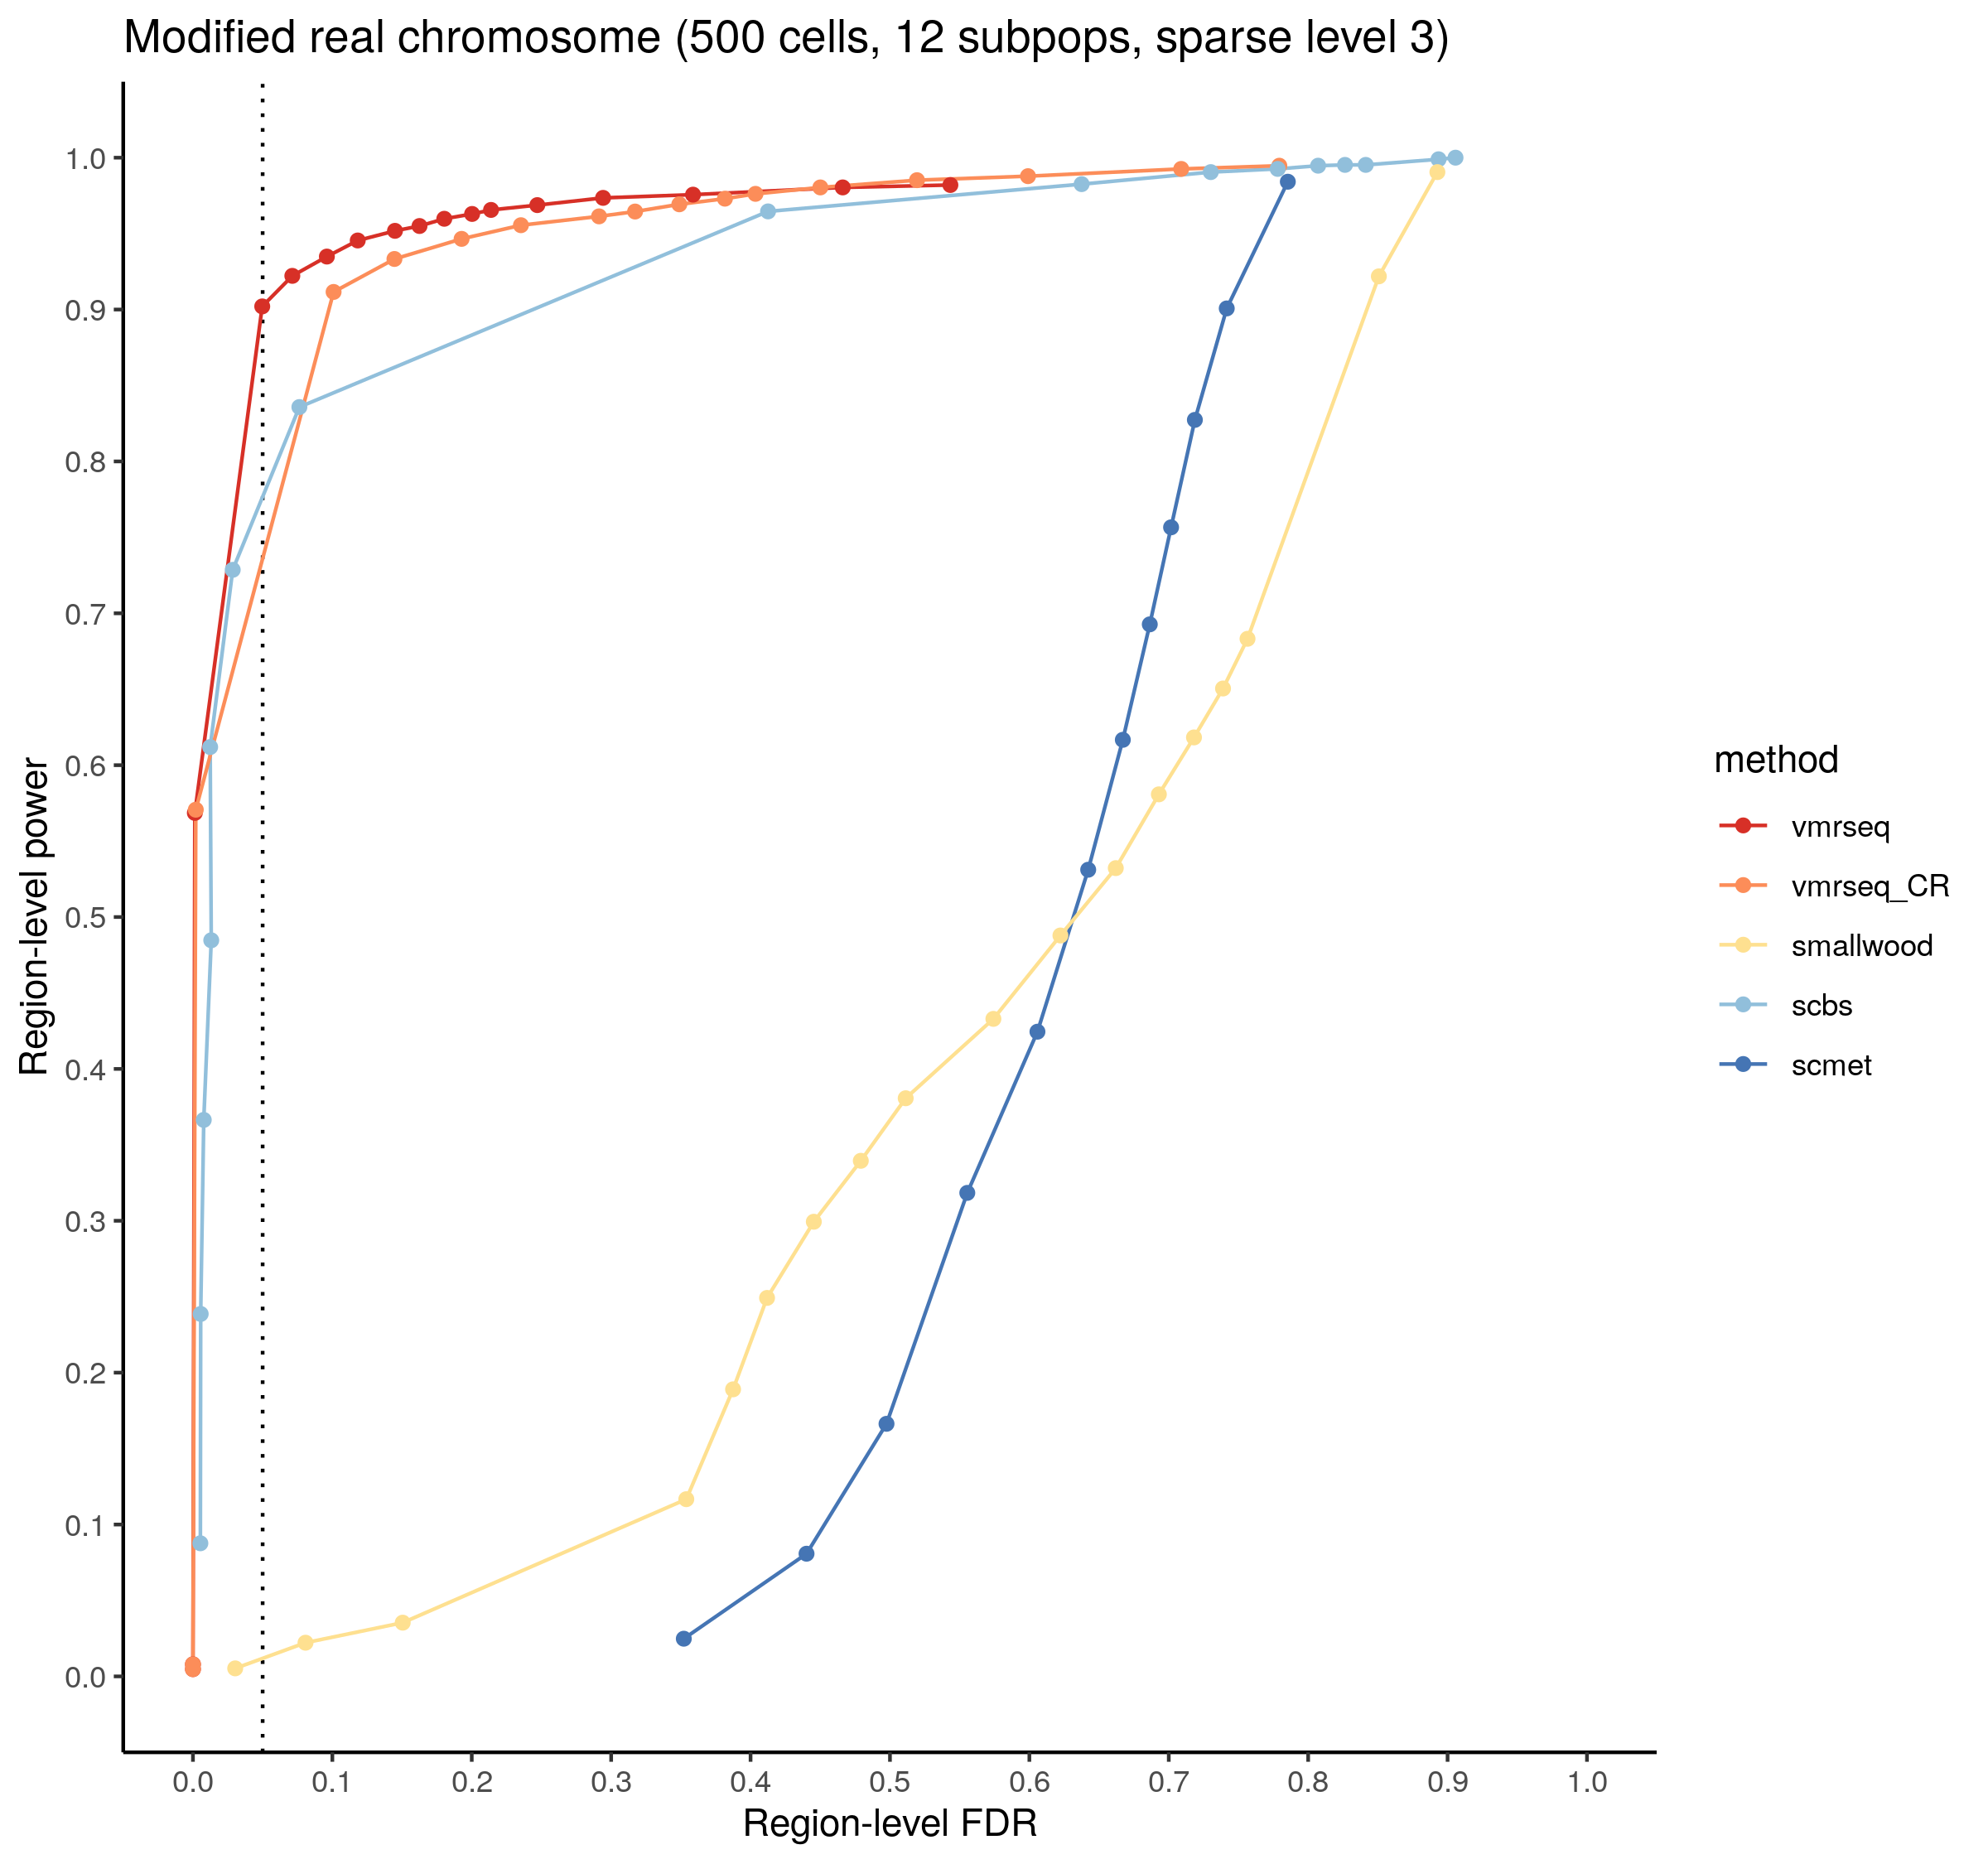 Modified real chromosome (500 cells, 12 subpops, sparse level 3)
Region-level power
1.0
0.9
0.8
0.7
0.6
0.5
0.4
0.3
0.2
0.1
0.0
0.0 0.1 0.2 0.3 0.4 0.5 0.6 0.7 0.8 0.9 1.0
Region-level FDR
method
vmrseq
vmrseq_CR
smallwood
scbs
scmet